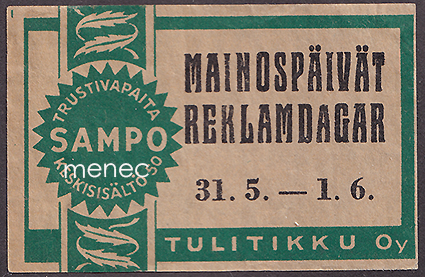 TRUSTIVAPAITA
SAMPO
KESKISISÄLTÖ 50
menec
MAINOSPÄIVÄT
REKLAMDAGAR
31. 5. — 1. 6.
TULITIKKU Oy